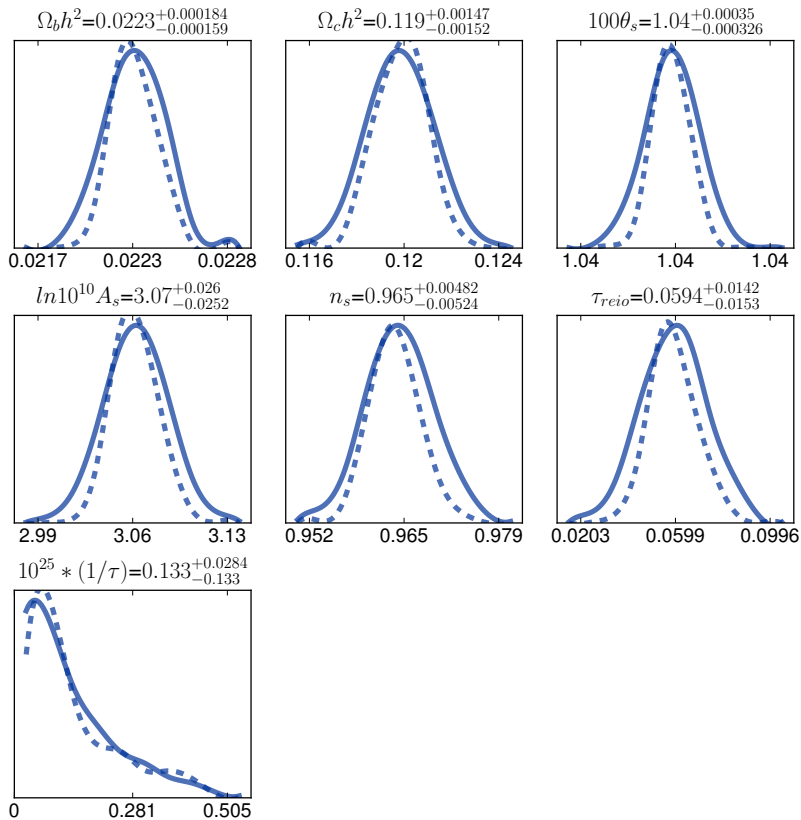 Ω_b h²=0.0223^{+0.000184}_{-0.000159}
Ω_c h²=0.119^{+0.00147}_{-0.00152}
100θ_s=1.04^{+0.00035}_{-0.000326}
0.0217 0.0223 0.0228
0.116 0.12 0.124
1.04 1.04 1.04
ln10^{10}A_s=3.07^{+0.026}_{-0.0252}
n_s=0.965^{+0.00482}_{-0.00524}
τ_{reio}=0.0594^{+0.0142}_{-0.0153}
2.99 3.06 3.13
0.952 0.965 0.979
0.0203 0.0599 0.0996
10^{25} * (1/τ)=0.133^{+0.0284}_{-0.133}
0 0.281 0.505